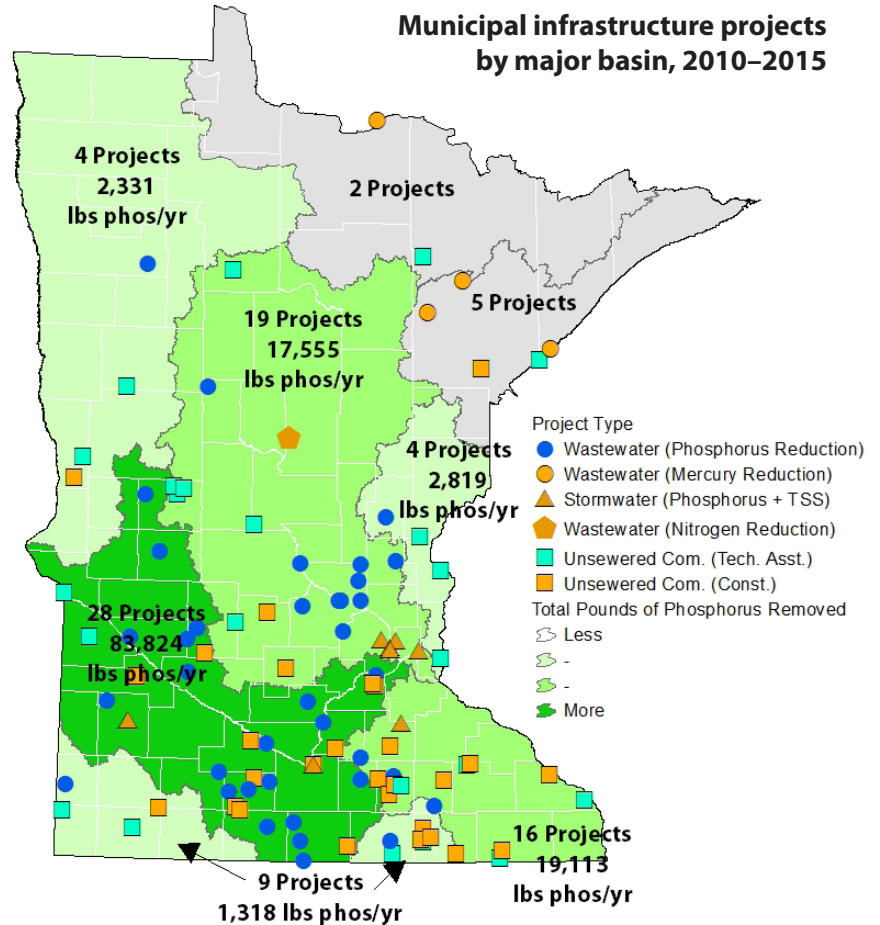 Municipal infrastructure projects
by major basin, 2010–2015
4 Projects
2,331
lbs phos/yr
2 Projects
5 Projects
19 Projects
17,555
lbs phos/yr
4 Projects
2,819
lbs phos/yr
Project Type
Wastewater (Phosphorus Reduction)
Wastewater (Mercury Reduction)
Stormwater (Phosphorus + TSS)
Wastewater (Nitrogen Reduction)
Unsewered Com. (Tech. Asst.)
Unsewered Com. (Const.)
Total Pounds of Phosphorus Removed
Less
-
-
More
28 Projects
83,824
lbs phos/yr
16 Projects
19,113
lbs phos/yr
9 Projects
1,318 lbs phos/yr